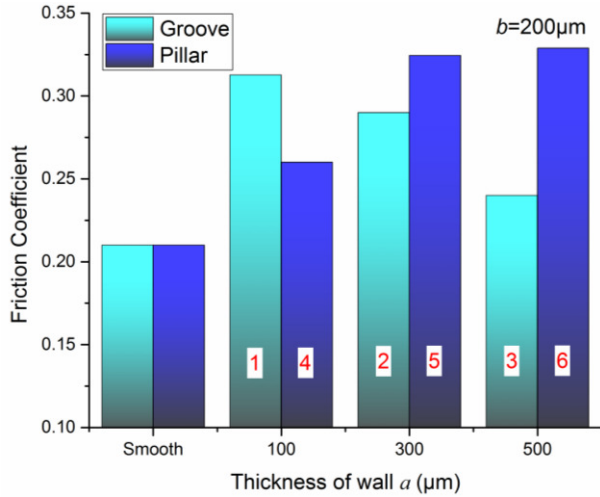 Groove
Pillar
b=200μm
0.35
0.30
0.25
0.20
0.15
0.10
Friction Coefficient
1
4
2
5
3
6
Smooth
100
300
500
Thickness of wall a (μm)